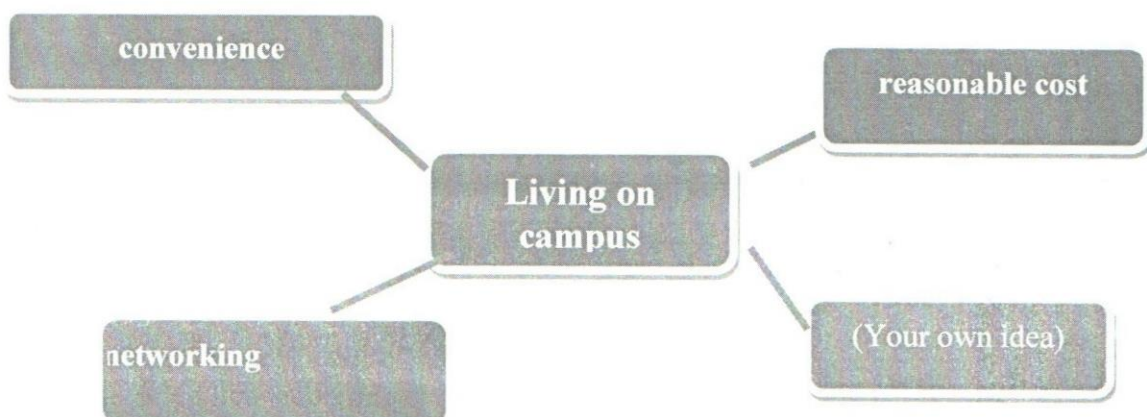 convenience
reasonable cost
Living on
campus
networking
(Your own idea)